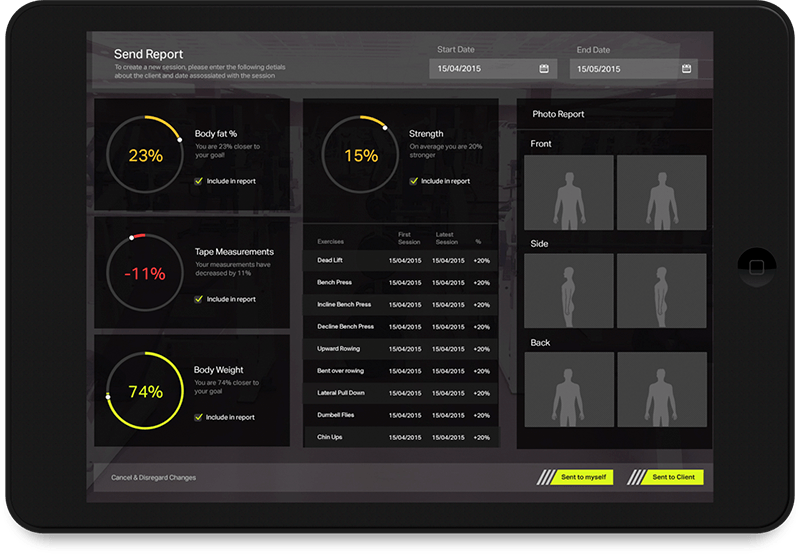 Send Report
To create a new session, please enter the following detials
about the client and date assossiated with the session
Start Date
15/04/2015
End Date
15/05/2015
23%
Body fat %
You are 23% closer to
your goal!
Include in report
-11%
Tape Measurements
Your measurements have
decreased by 11%
Include in report
74%
Body Weight
You are 74% closer to
your goal
Include in report
15%
Strength
On average you are 20%
stronger
Include in report
Exercises First Session Latest Session %
Dead Lift 15/04/2015 15/04/2015 +20%
Bench Press 15/04/2015 15/04/2015 +20%
Incline Bench Press 15/04/2015 15/04/2015 +20%
Decline Bench Press 15/04/2015 15/04/2015 +20%
Upward Rowing 15/04/2015 15/04/2015 +20%
Bent over rowing 15/04/2015 15/04/2015 +20%
Lateral Pull Down 15/04/2015 15/04/2015 +20%
Dumbell Flies 15/04/2015 15/04/2015 +20%
Chin Ups 15/04/2015 15/04/2015 +20%
Photo Report
Front
Side
Back
Cancel & Disregard Changes
Sent to myself
Sent to Client